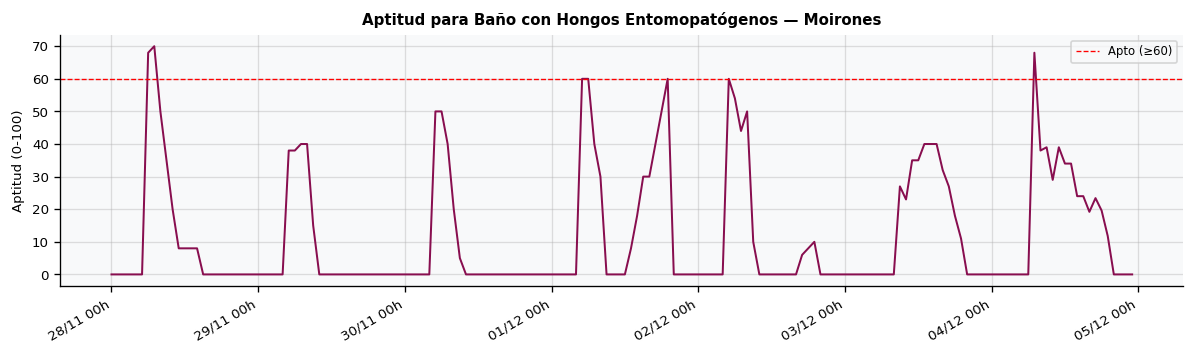 Aptitud para Baño con Hongos Entomopatógenos — Moirones
Apto (≥60)
Aptitud (0-100)
70
60
50
40
30
20
10
0
28/11 00h
29/11 00h
30/11 00h
01/12 00h
02/12 00h
03/12 00h
04/12 00h
05/12 00h